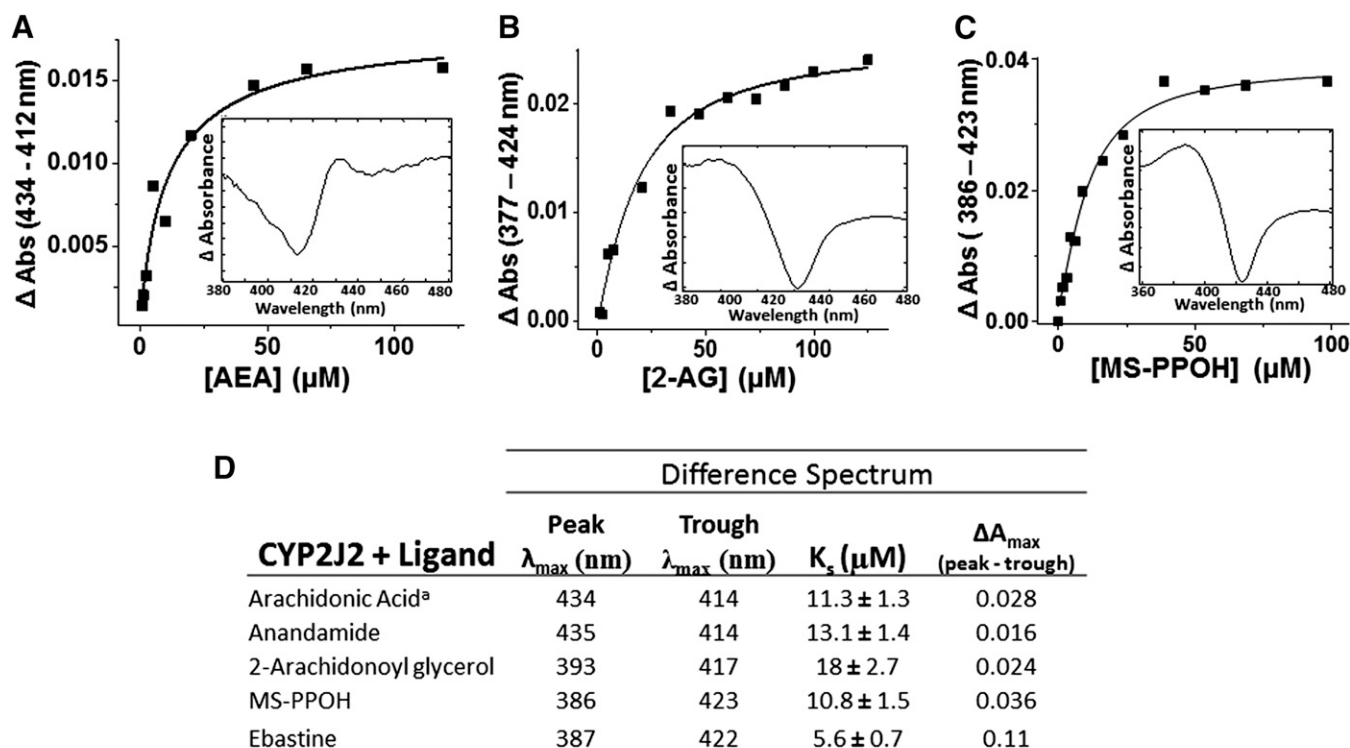 A
Δ Abs (434 - 412 nm)
0.015
0.010
0.005
0
50
100
[AEA] (μM)
Δ Absorbance
380
400
420
440
460
480
Wavelength (nm)
B
Δ Abs (377 – 424 nm)
0.02
0.01
0.00
0
50
100
[2-AG] (μM)
Δ Absorbance
380
400
420
440
460
480
Wavelength (nm)
C
Δ Abs ( 386 – 423 nm)
0.04
0.02
0.00
0
50
100
[MS-PPOH] (μM)
Δ Absorbance
360
400
440
480
Wavelength (nm)
D
Difference Spectrum
CYP2J2 + Ligand Peak λmax (nm) Trough λmax (nm) Ks (μM) ΔAmax (peak - trough)
Arachidonic Acidᵃ 434 414 11.3 ± 1.3 0.028
Anandamide 435 414 13.1 ± 1.4 0.016
2-Arachidonoyl glycerol 393 417 18 ± 2.7 0.024
MS-PPOH 386 423 10.8 ± 1.5 0.036
Ebastine 387 422 5.6 ± 0.7 0.11